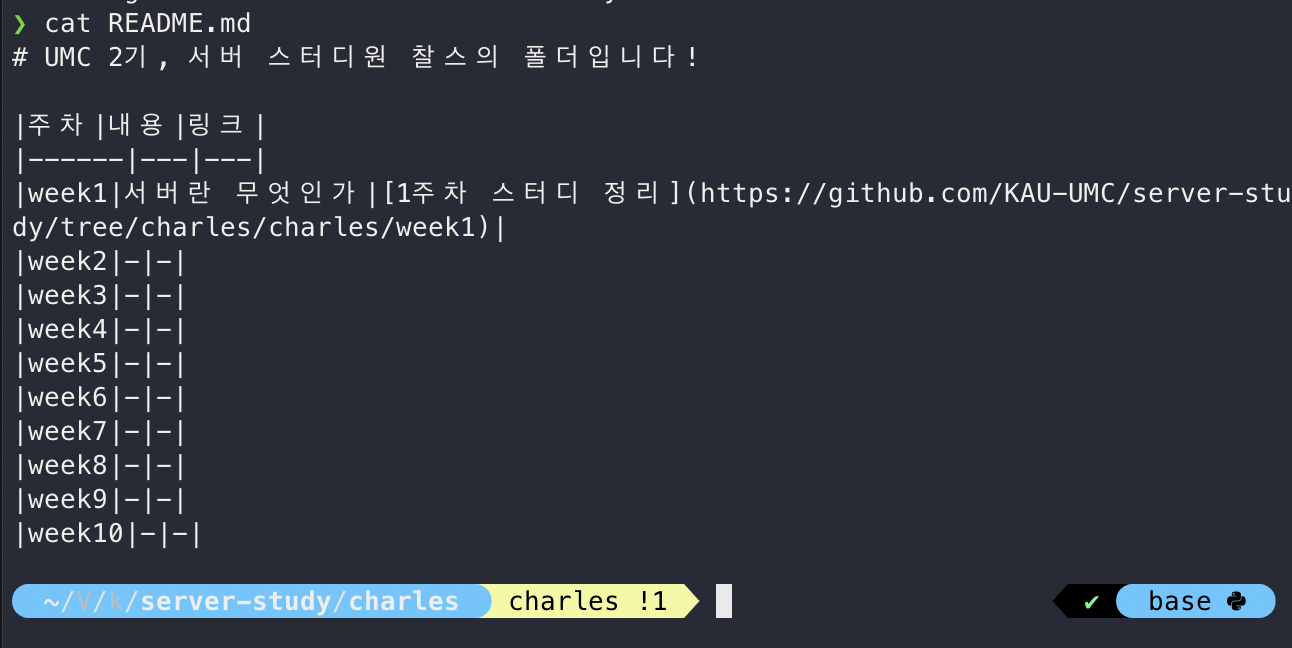 ❯ cat README.md
# UMC 2기, 서버 스터디원 찰스의 폴더입니다!
|주차|내용|링크|
|------|---|---|
|week1|서버란 무엇인가|[1주차 스터디 정리](https://github.com/KAU-UMC/server-stu
dy/tree/charles/charles/week1)|
|week2|-|-|
|week3|-|-|
|week4|-|-|
|week5|-|-|
|week6|-|-|
|week7|-|-|
|week8|-|-|
|week9|-|-|
|week10|-|-|
~/V/k/server-study/charles charles !1 ✔ base